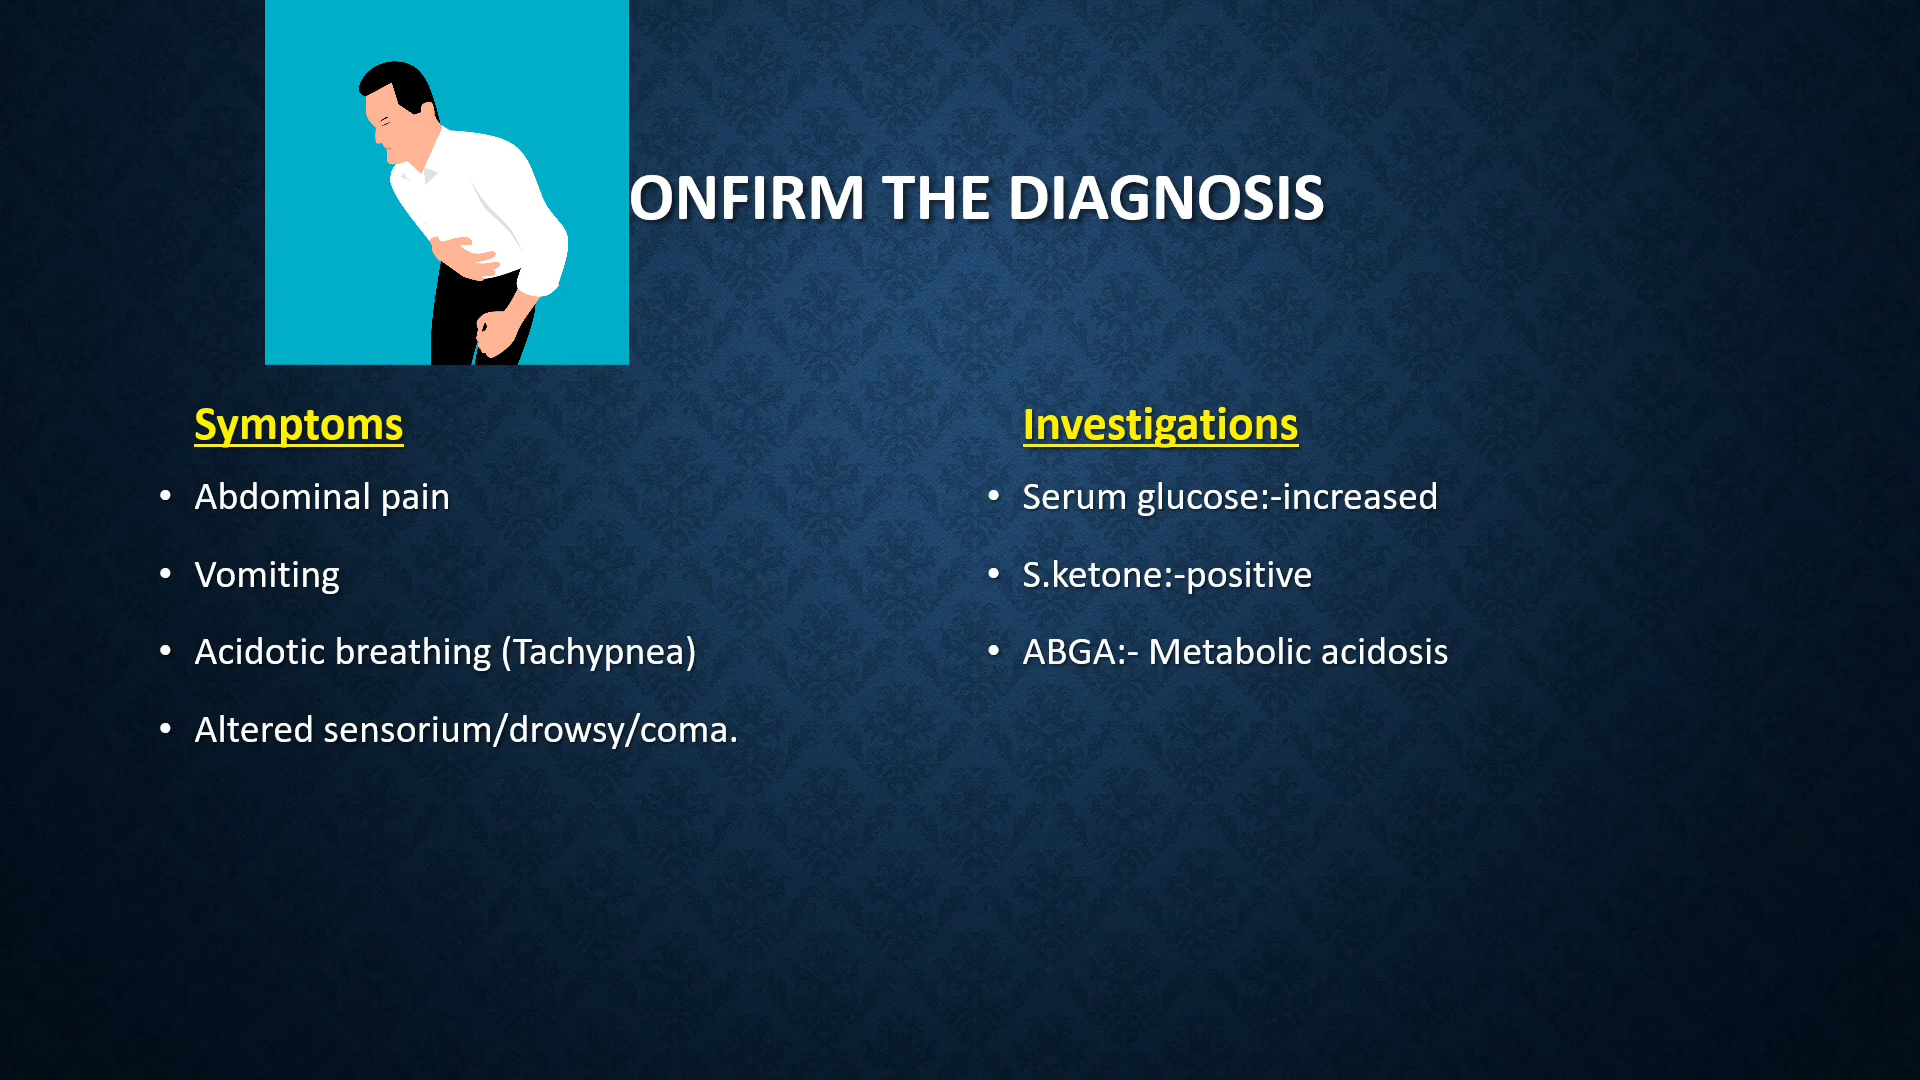 ONFIRM THE DIAGNOSIS
Symptoms
• Abdominal pain
• Vomiting
• Acidotic breathing (Tachypnea)
• Altered sensorium/drowsy/coma.
Investigations
• Serum glucose:-increased
• S.ketone:-positive
• ABGA:- Metabolic acidosis